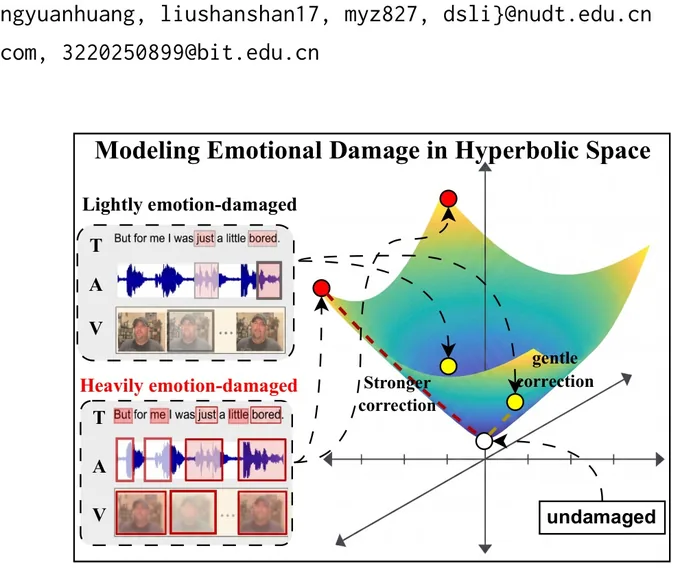 ngyuanhuang, liushanshan17, myz827, dsli}@nudt.edu.cn
com, 3220250899@bit.edu.cn
Modeling Emotional Damage in Hyperbolic Space
Lightly emotion-damaged
T But for me I was just a little bored.
A
V ...
Heavily emotion-damaged
T But for me I was just a little bored.
A
V ...
Stronger
correction
gentle
correction
undamaged